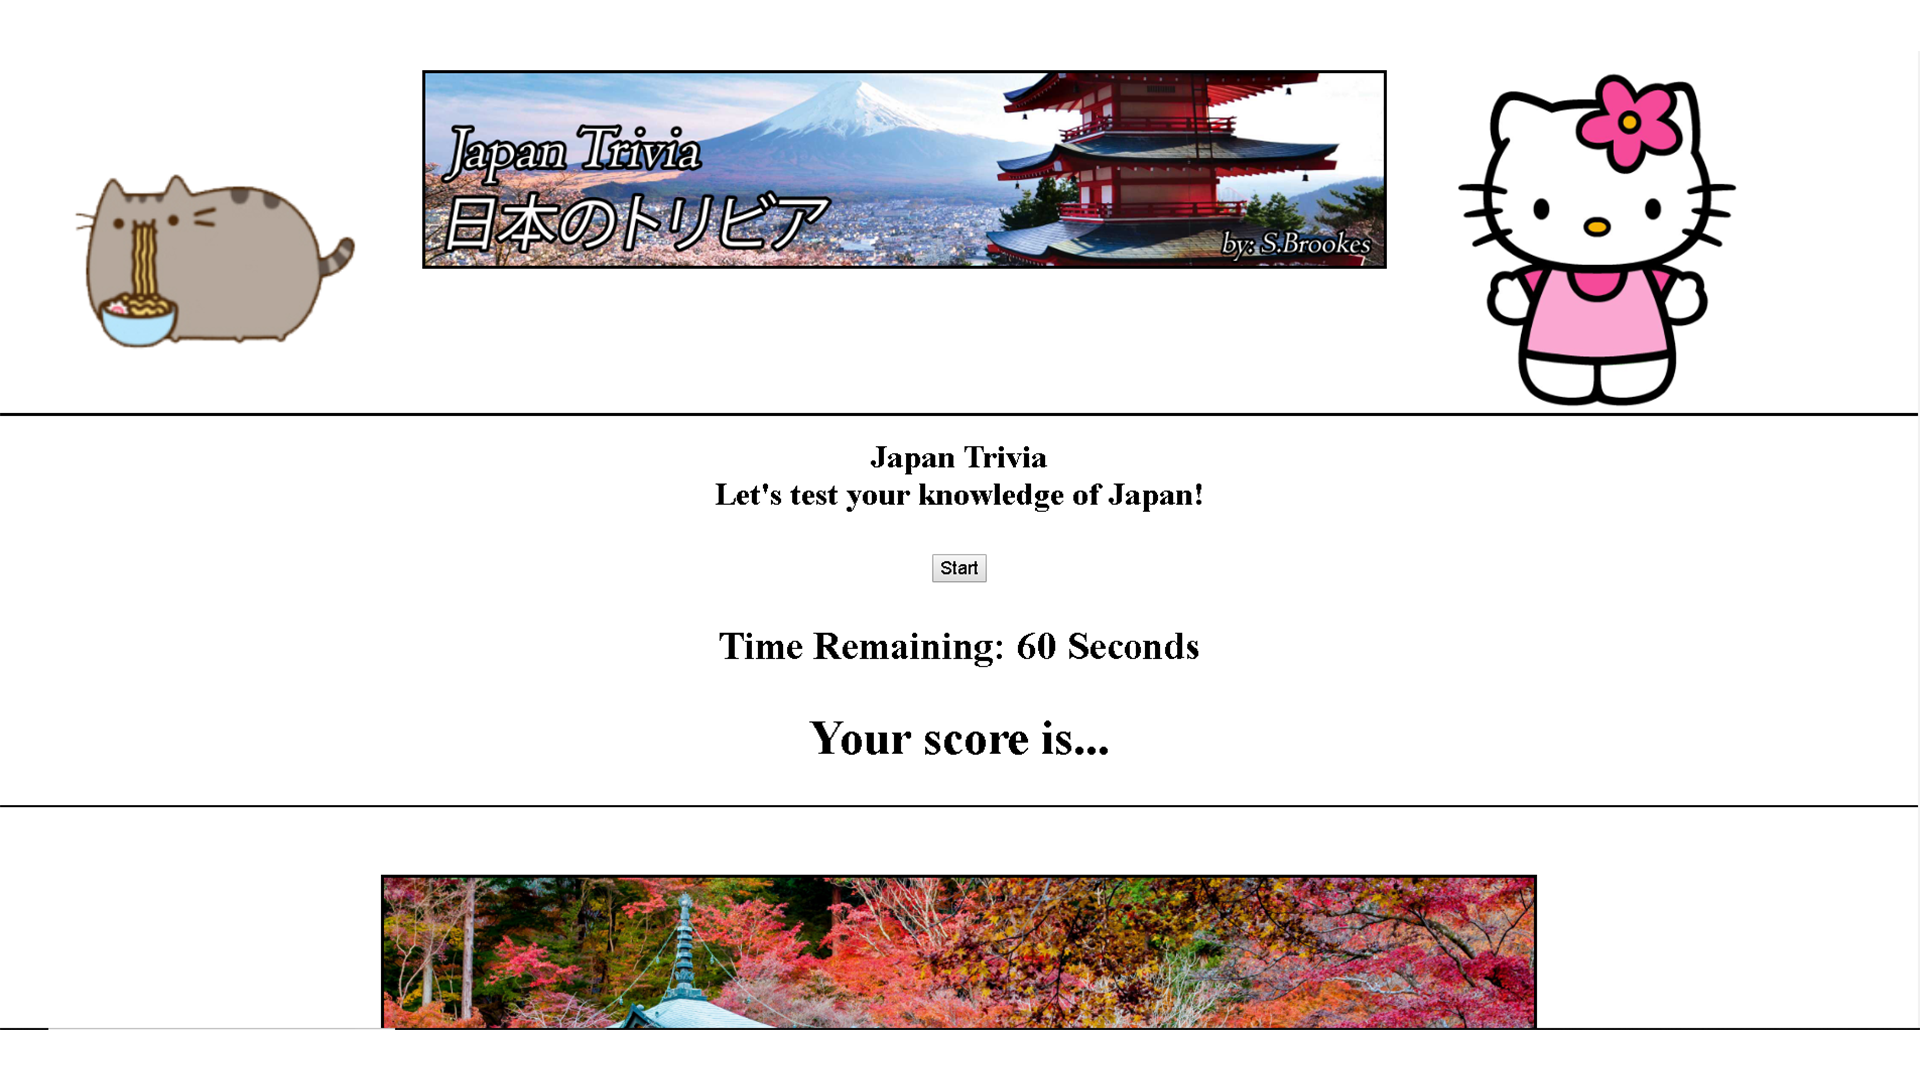 Japan Trivia
日本のトリビア
by: S.Brookes
Japan Trivia
Let's test your knowledge of Japan!
Start
Time Remaining: 60 Seconds
Your score is...